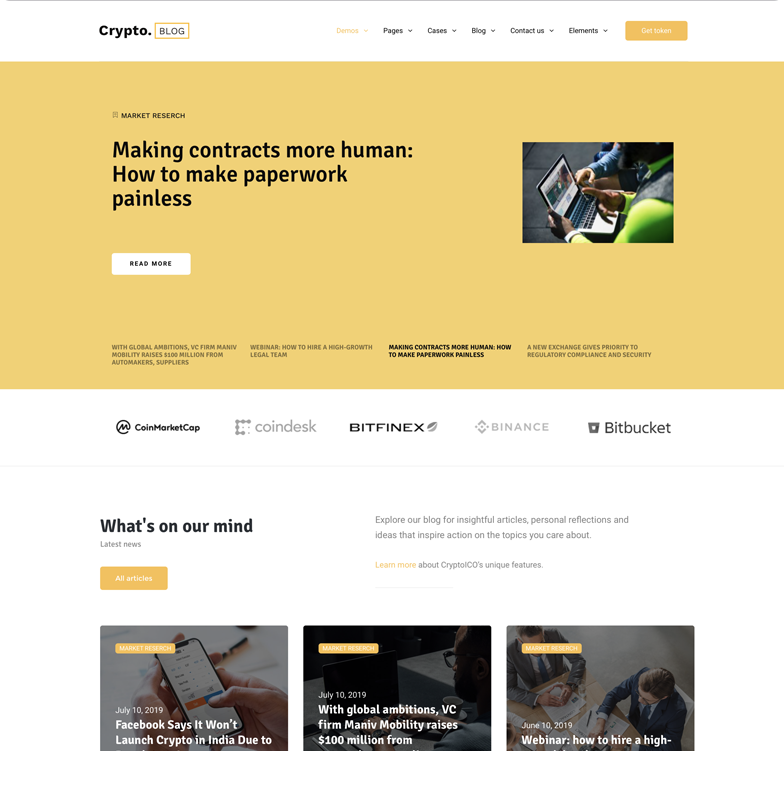 Crypto. BLOG
Demos Pages Cases Blog Contact us Elements Get token
MARKET RESERCH
Making contracts more human:
How to make paperwork
painless
READ MORE
WITH GLOBAL AMBITIONS, VC FIRM MANIV
MOBILITY RAISES $100 MILLION FROM
AUTOMAKERS, SUPPLIERS
WEBINAR: HOW TO HIRE A HIGH-GROWTH
LEGAL TEAM
MAKING CONTRACTS MORE HUMAN: HOW
TO MAKE PAPERWORK PAINLESS
A NEW EXCHANGE GIVES PRIORITY TO
REGULATORY COMPLIANCE AND SECURITY
CoinMarketCap
coindesk
BITFINEX
BINANCE
Bitbucket
What's on our mind
Latest news
All articles
Explore our blog for insightful articles, personal reflections and
ideas that inspire action on the topics you care about.
Learn more about CryptoICO's unique features.
MARKET RESERCH
July 10, 2019
Facebook Says It Won't
Launch Crypto in India Due to
MARKET RESERCH
July 10, 2019
With global ambitions, VC
firm Maniv Mobility raises
$100 million from
MARKET RESERCH
June 10, 2019
Webinar: how to hire a high-